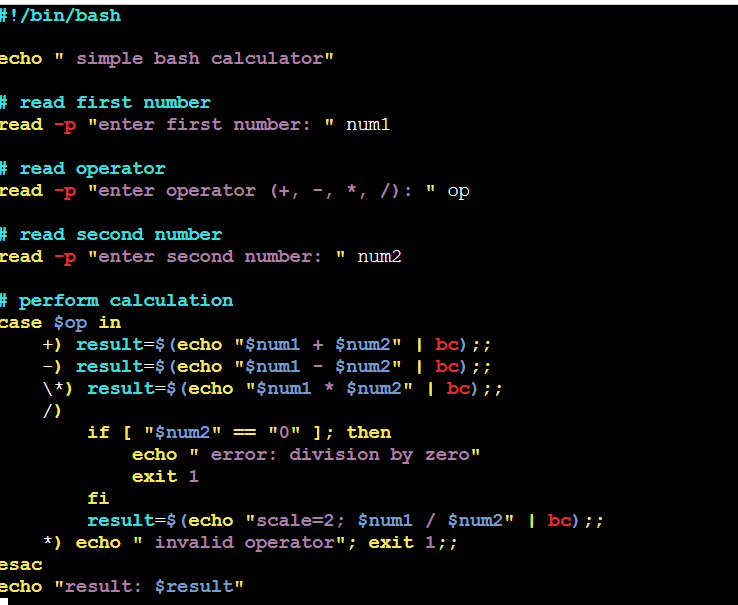 #!/bin/bash
echo " simple bash calculator"
# read first number
read -p "enter first number: " num1
# read operator
read -p "enter operator (+, -, *, /): " op
# read second number
read -p "enter second number: " num2
# perform calculation
case $op in
    +) result=$(echo "$num1 + $num2" | bc);;
    -) result=$(echo "$num1 - $num2" | bc);;
    \*) result=$(echo "$num1 * $num2" | bc);;
    /)
        if [ "$num2" == "0" ]; then
            echo " error: division by zero"
            exit 1
        fi
        result=$(echo "scale=2; $num1 / $num2" | bc);;
    *) echo " invalid operator"; exit 1;;
esac
echo "result: $result"